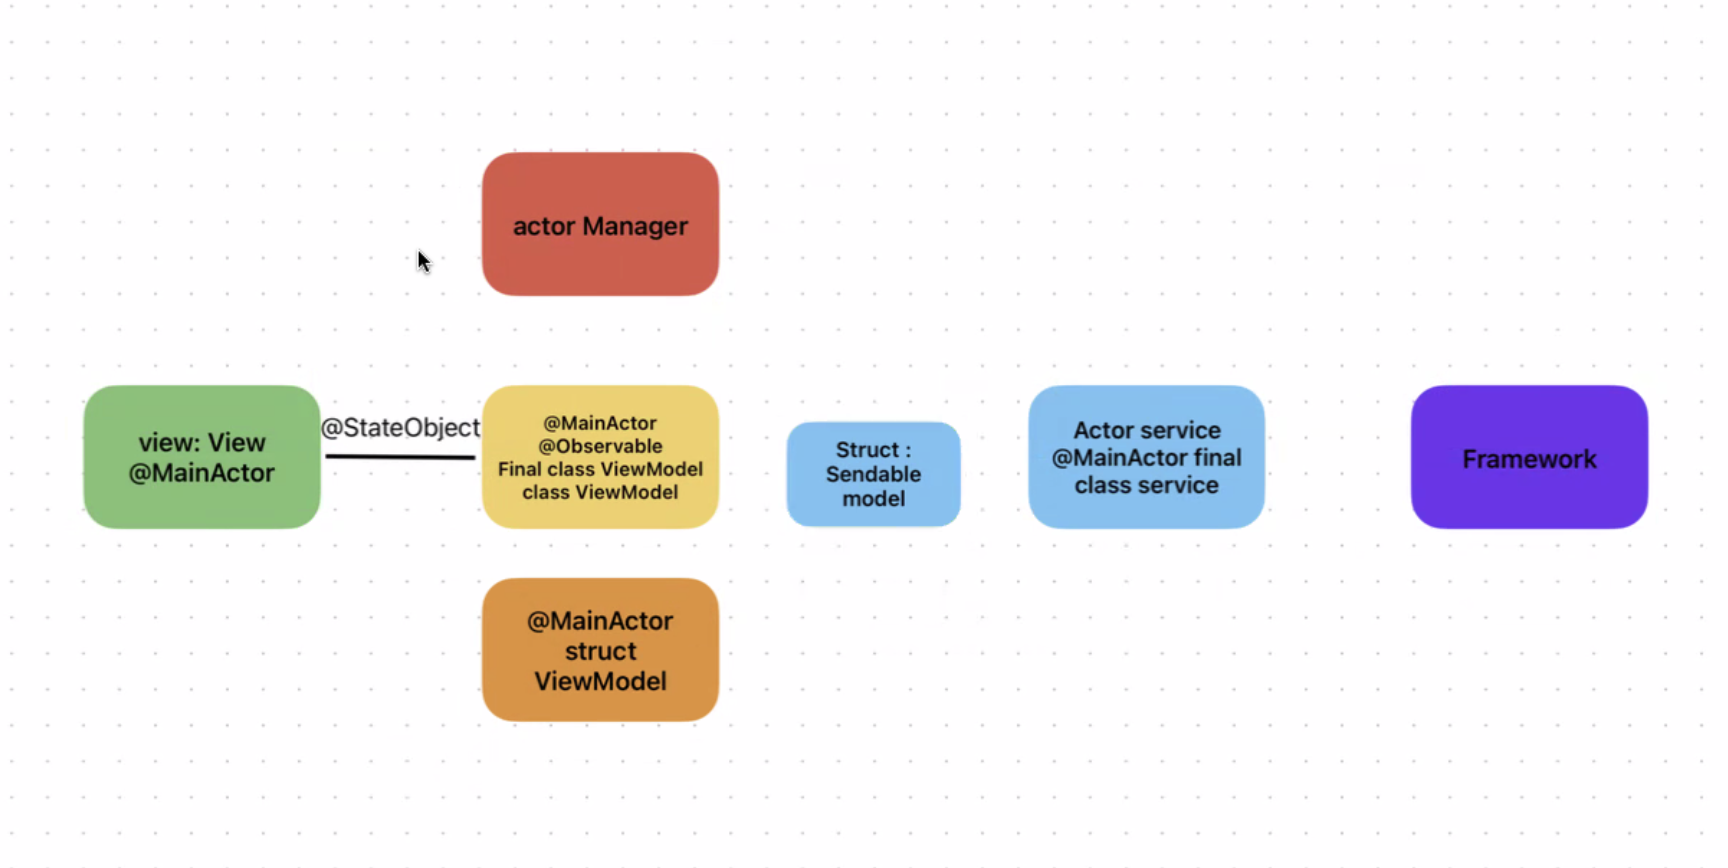 actor Manager
view: View
@MainActor
@StateObject
@MainActor
@Observable
Final class ViewModel
class ViewModel
Struct :
Sendable
model
Actor service
@MainActor final
class service
Framework
@MainActor
struct
ViewModel